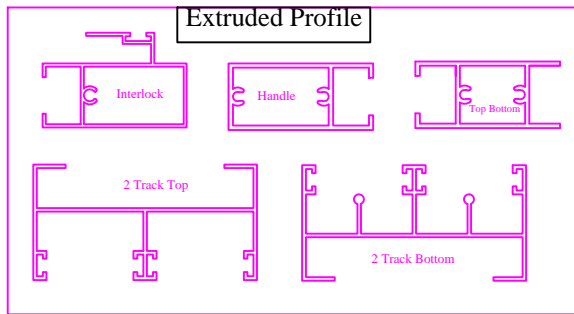 Extruded Profile
Interlock
Handle
Top Bottom
2 Track Top
2 Track Bottom